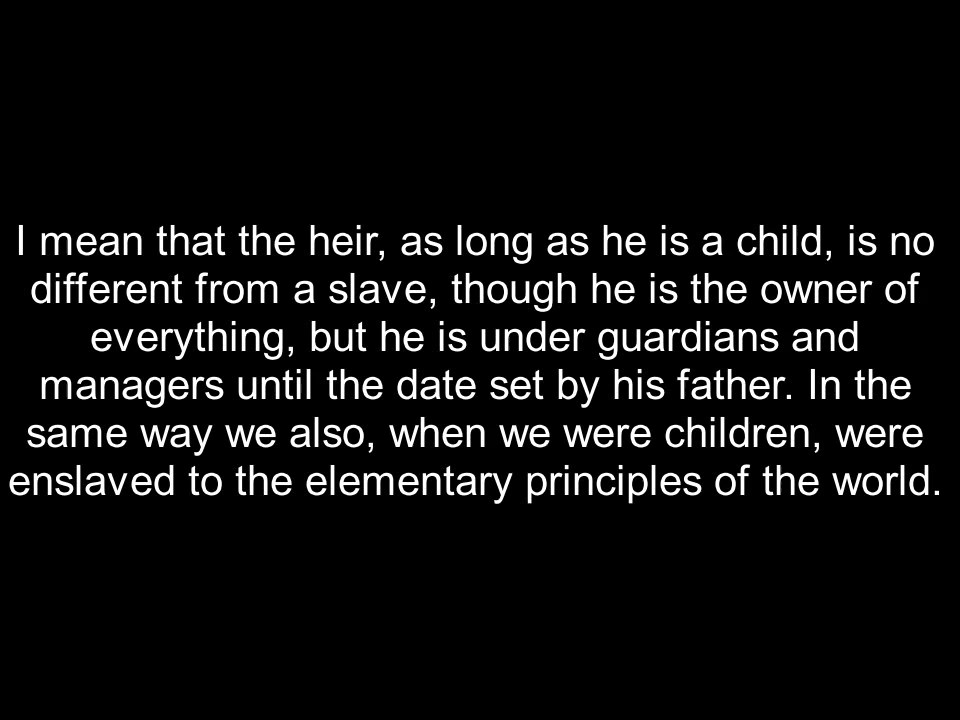 I mean that the heir, as long as he is a child, is no
different from a slave, though he is the owner of
everything, but he is under guardians and
managers until the date set by his father. In the
same way we also, when we were children, were
enslaved to the elementary principles of the world.